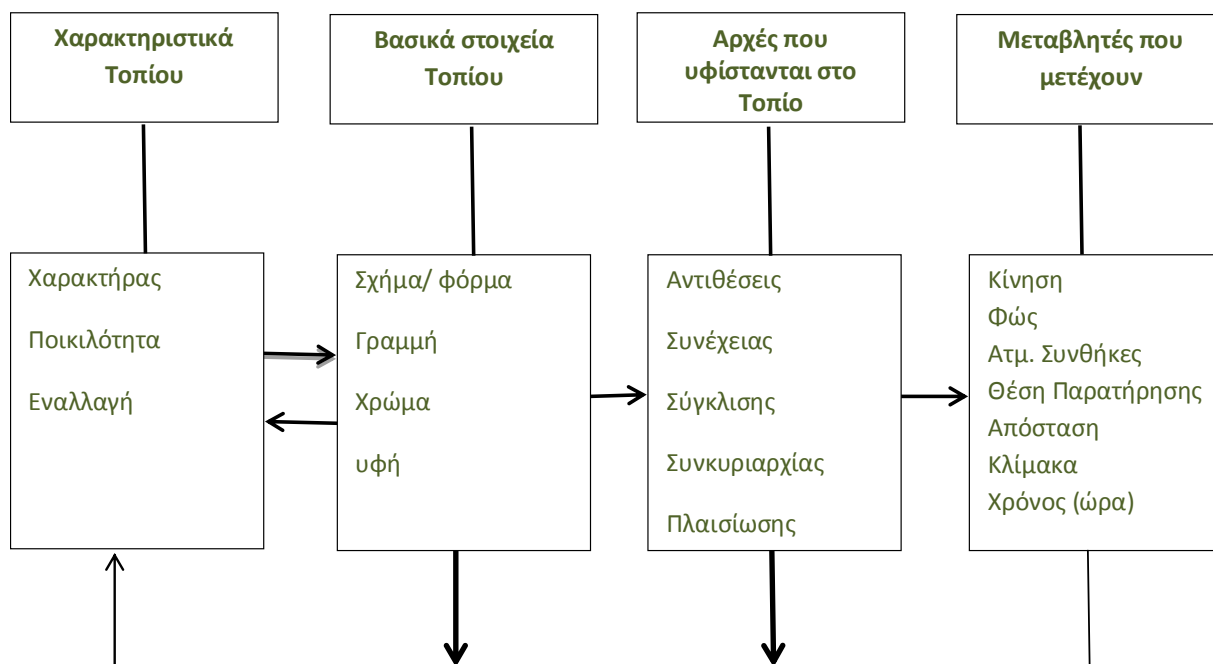 Χαρακτηριστικά
Τοπίου
Βασικά στοιχεία
Τοπίου
Αρχές που
υφίστανται στο
Τοπίο
Μεταβλητές που
μετέχουν
Χαρακτήρας
Ποικιλότητα
Εναλλαγή
Σχήμα/ φόρμα
Γραμμή
Χρώμα
υφή
Αντιθέσεις
Συνέχειας
Σύγκλισης
Συνκυριαρχίας
Πλαισίωσης
Κίνηση
Φώς
Ατμ. Συνθήκες
Θέση Παρατήρησης
Απόσταση
Κλίμακα
Χρόνος (ώρα)